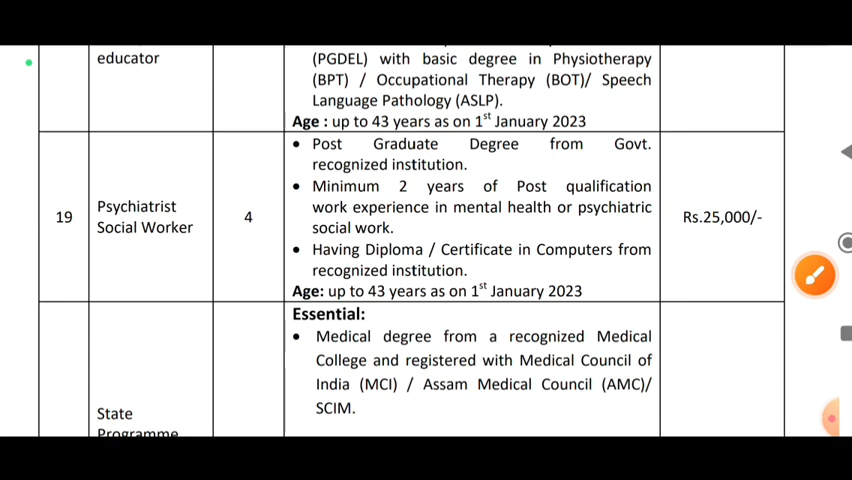 educator
(PGDEL) with basic degree in Physiotherapy
(BPT) / Occupational Therapy (BOT)/ Speech
Language Pathology (ASLP).
Age : up to 43 years as on 1st January 2023
19
Psychiatrist
Social Worker
4
• Post Graduate Degree from Govt.
recognized institution.
• Minimum 2 years of Post qualification
work experience in mental health or psychiatric
social work.
• Having Diploma / Certificate in Computers from
recognized institution.
Age: up to 43 years as on 1st January 2023
Rs.25,000/-
State
Programme
Essential:
• Medical degree from a recognized Medical
College and registered with Medical Council of
India (MCI) / Assam Medical Council (AMC)/
SCIM.